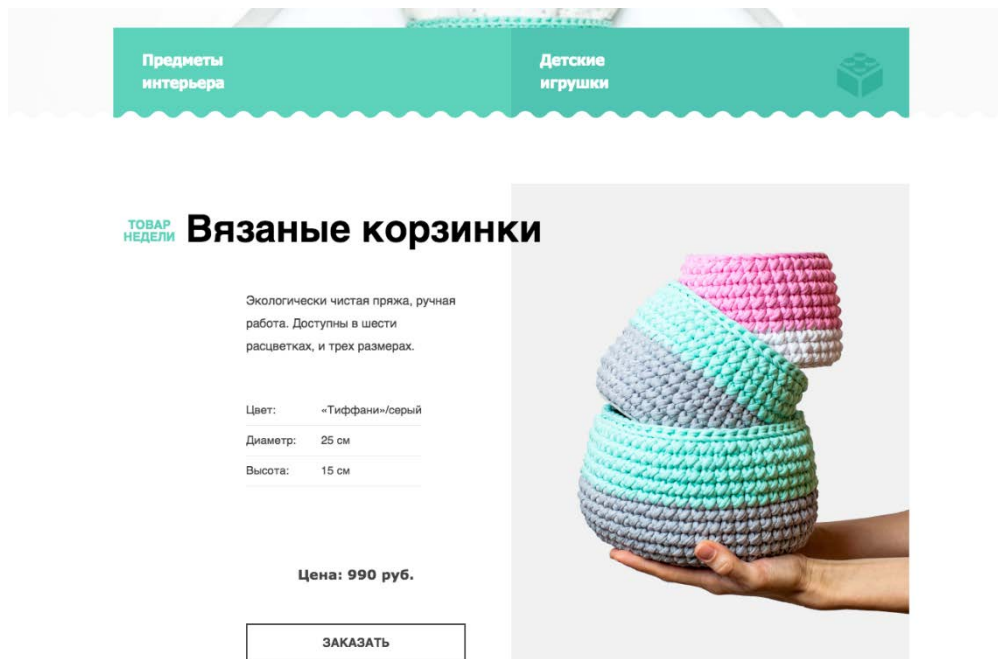 Предметы
интерьера
Детские
игрушки
ТОВАР
НЕДЕЛИ
Вязаные корзинки
Экологически чистая пряжа, ручная
работа. Доступны в шести
расцветках, и трех размерах.
Цвет: «Тиффани»/серый
Диаметр: 25 см
Высота: 15 см
Цена: 990 руб.
ЗАКАЗАТЬ